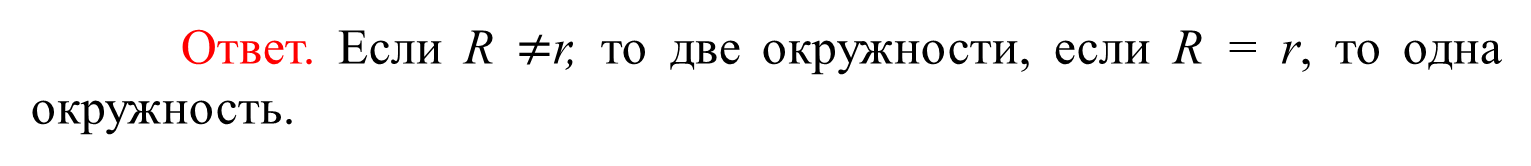 Ответ. Если R ≠r, то две окружности, если R = r, то одна
окружность.